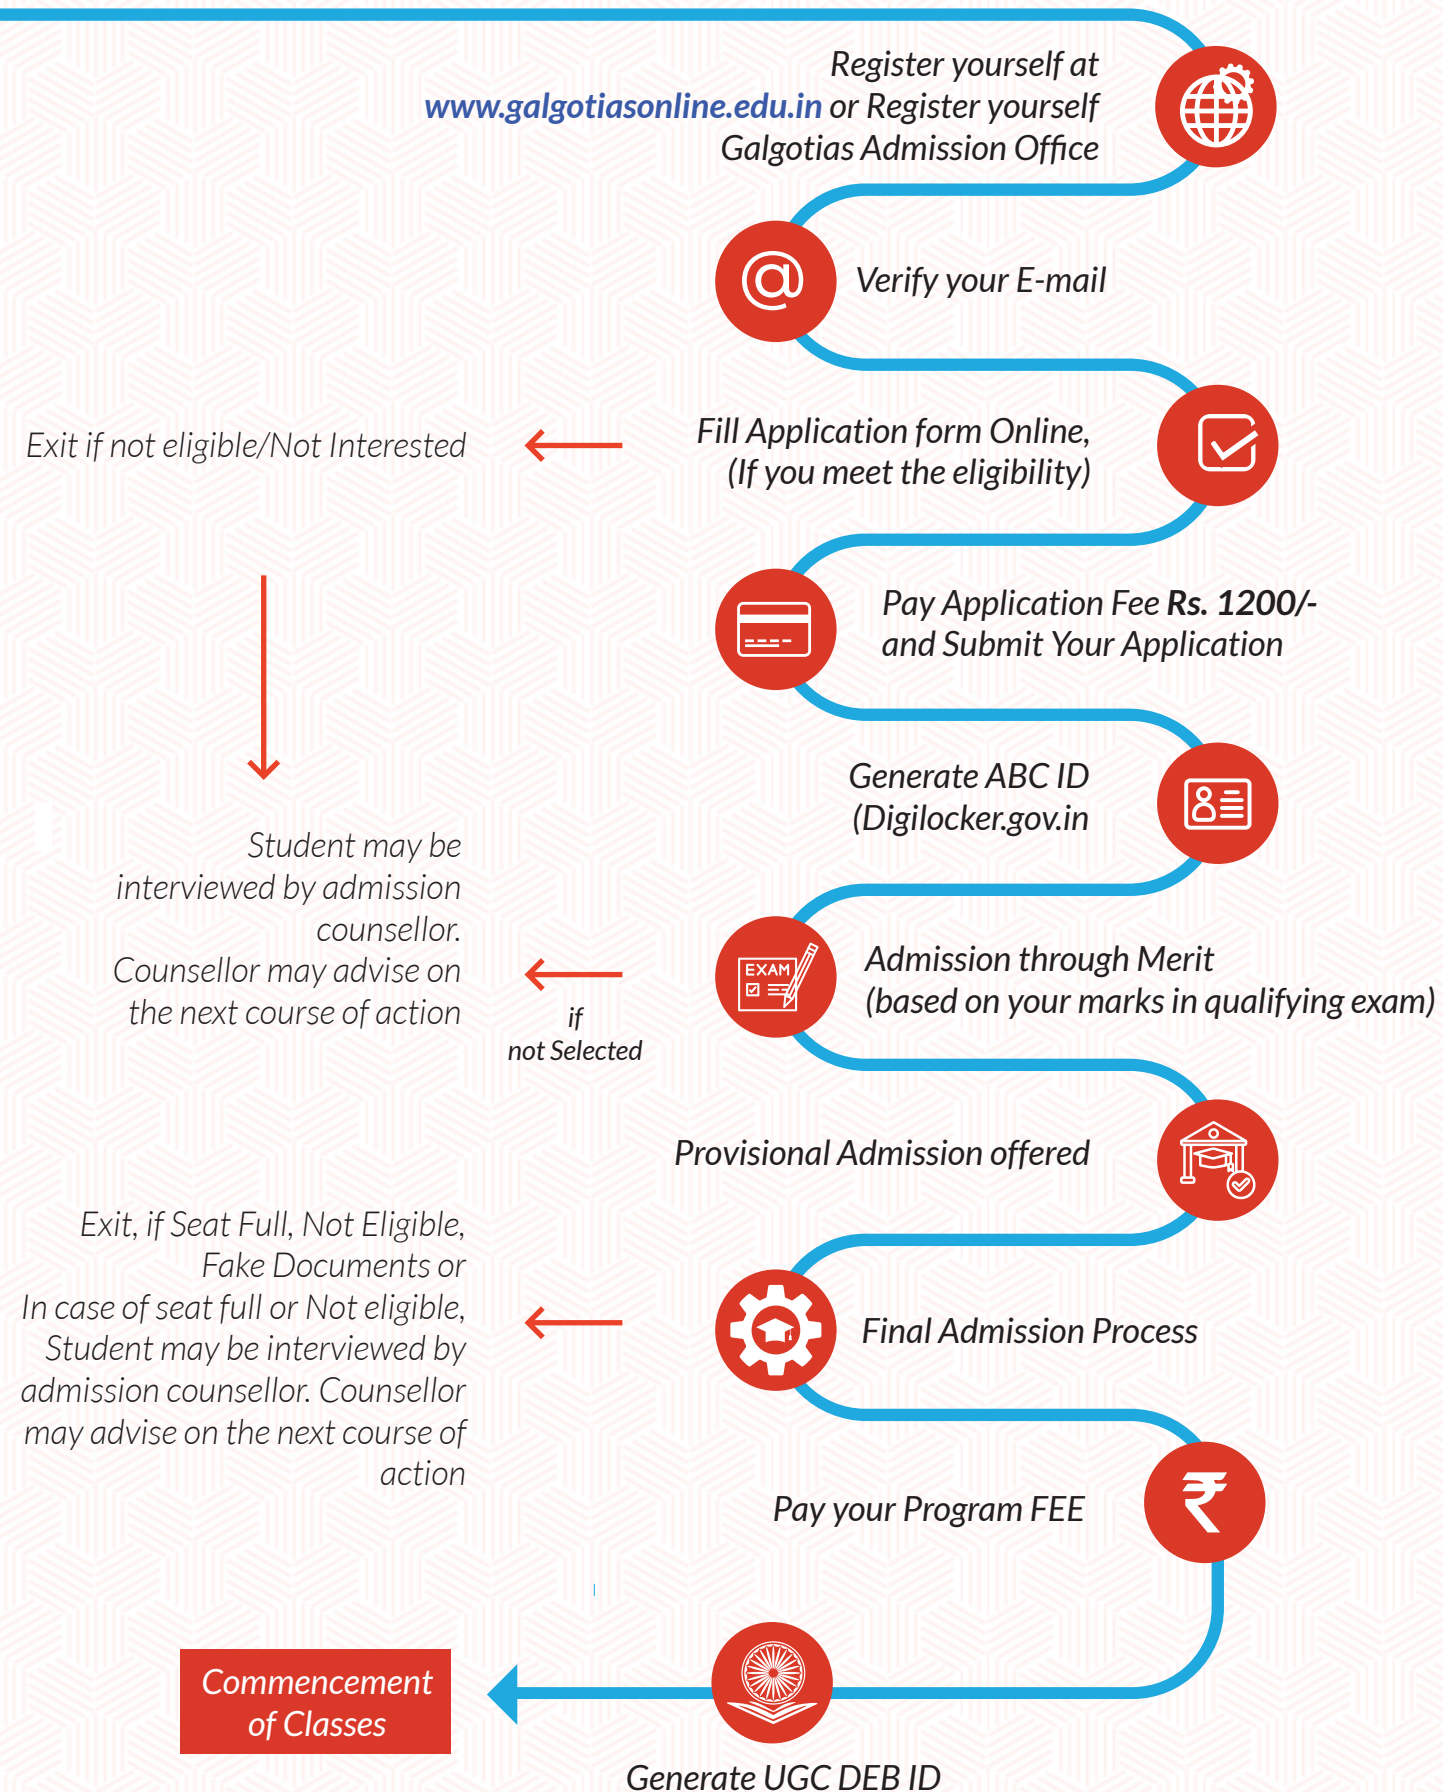 Register yourself at
www.galgotiasonline.edu.in or Register yourself
Galgotias Admission Office
Verify your E-mail
Fill Application form Online,
(If you meet the eligibility)
Exit if not eligible/Not Interested
Pay Application Fee Rs. 1200/-
and Submit Your Application
Generate ABC ID
(Digilocker.gov.in
Student may be
interviewed by admission
counsellor.
Counsellor may advise on
the next course of action
if
not Selected
EXAM
Admission through Merit
(based on your marks in qualifying exam)
Provisional Admission offered
Exit, if Seat Full, Not Eligible,
Fake Documents or
In case of seat full or Not eligible,
Student may be interviewed by
admission counsellor. Counsellor
may advise on the next course of
action
Final Admission Process
Pay your Program FEE
₹
Commencement
of Classes
Generate UGC DEB ID